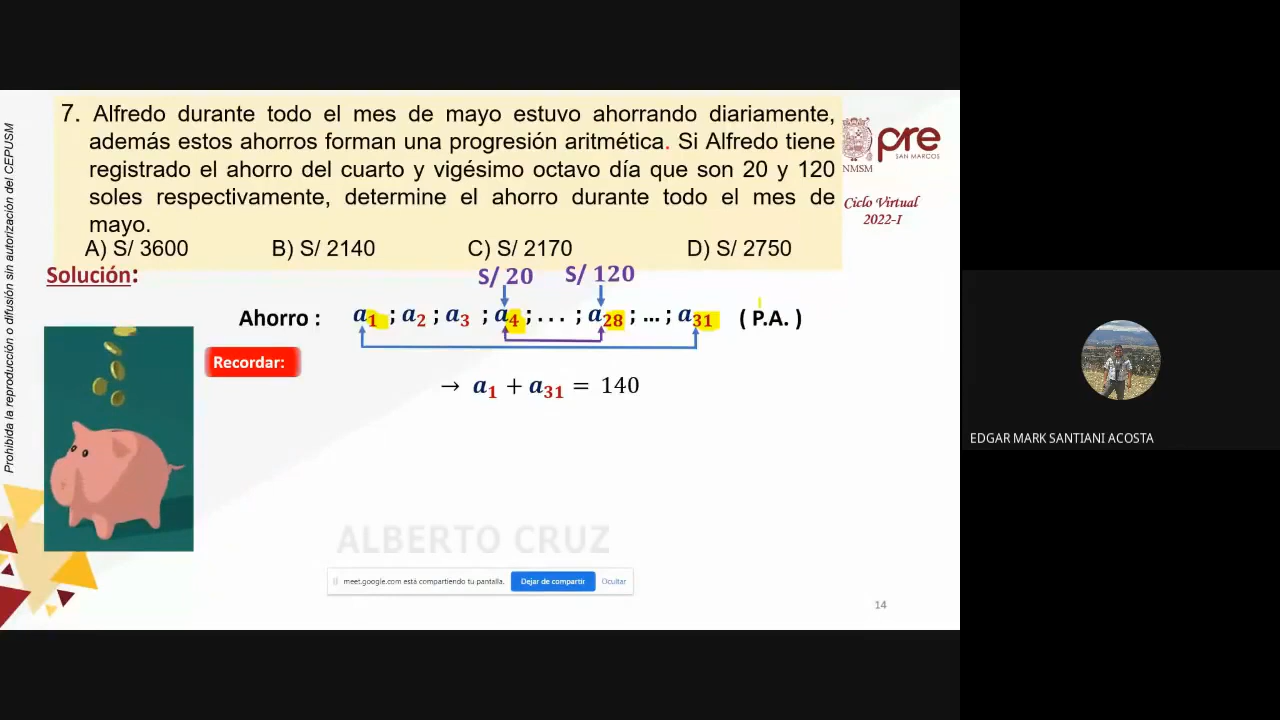 7. Alfredo durante todo el mes de mayo estuvo ahorrando diariamente,
además estos ahorros forman una progresión aritmética. Si Alfredo tiene
registrado el ahorro del cuarto y vigésimo octavo día que son 20 y 120
soles respectivamente, determine el ahorro durante todo el mes de
mayo.
A) S/ 3600 B) S/ 2140 C) S/ 2170 D) S/ 2750
Prohibida la reproducción o difusión sin autorización del CEPUSM
pre
SAN MARCOS
NMSM
Ciclo Virtual
2022-I
Solución:
S/ 20 S/ 120
Ahorro : a1 ; a2 ; a3 ; a4 ; . . . ; a28 ; ... ; a31 ( P.A. )
Recordar:
→ a1 + a31 = 140
ALBERTO CRUZ
meet.google.com está compartiendo tu pantalla. Dejar de compartir Ocultar
14
EDGAR MARK SANTIANI ACOSTA